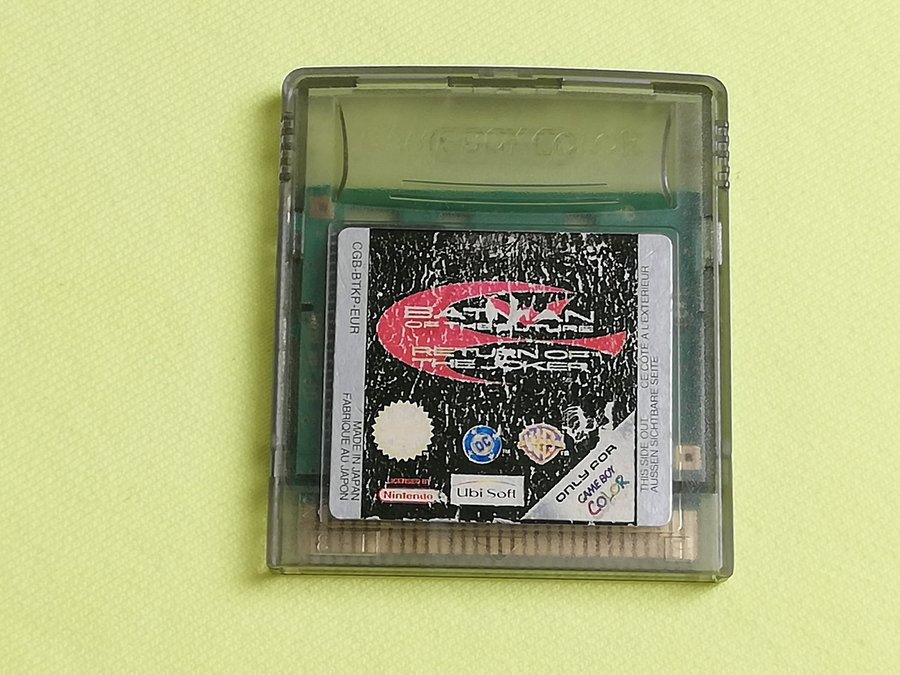 GAME BOY COLOR
CGB-BTKP-EUR
MADE IN JAPAN
FABRIQUE AU JAPON
BATMAN
OF THE FUTURE
RETURN OF
THE JOKER
DC
TM
WB
LICENSED BY
Nintendo
Ubi Soft
ONLY FOR
GAME BOY
COLOR
THIS SIDE OUT CE COTE A L'EXTERIEUR
AUSSEN SICHTBARE SEITE